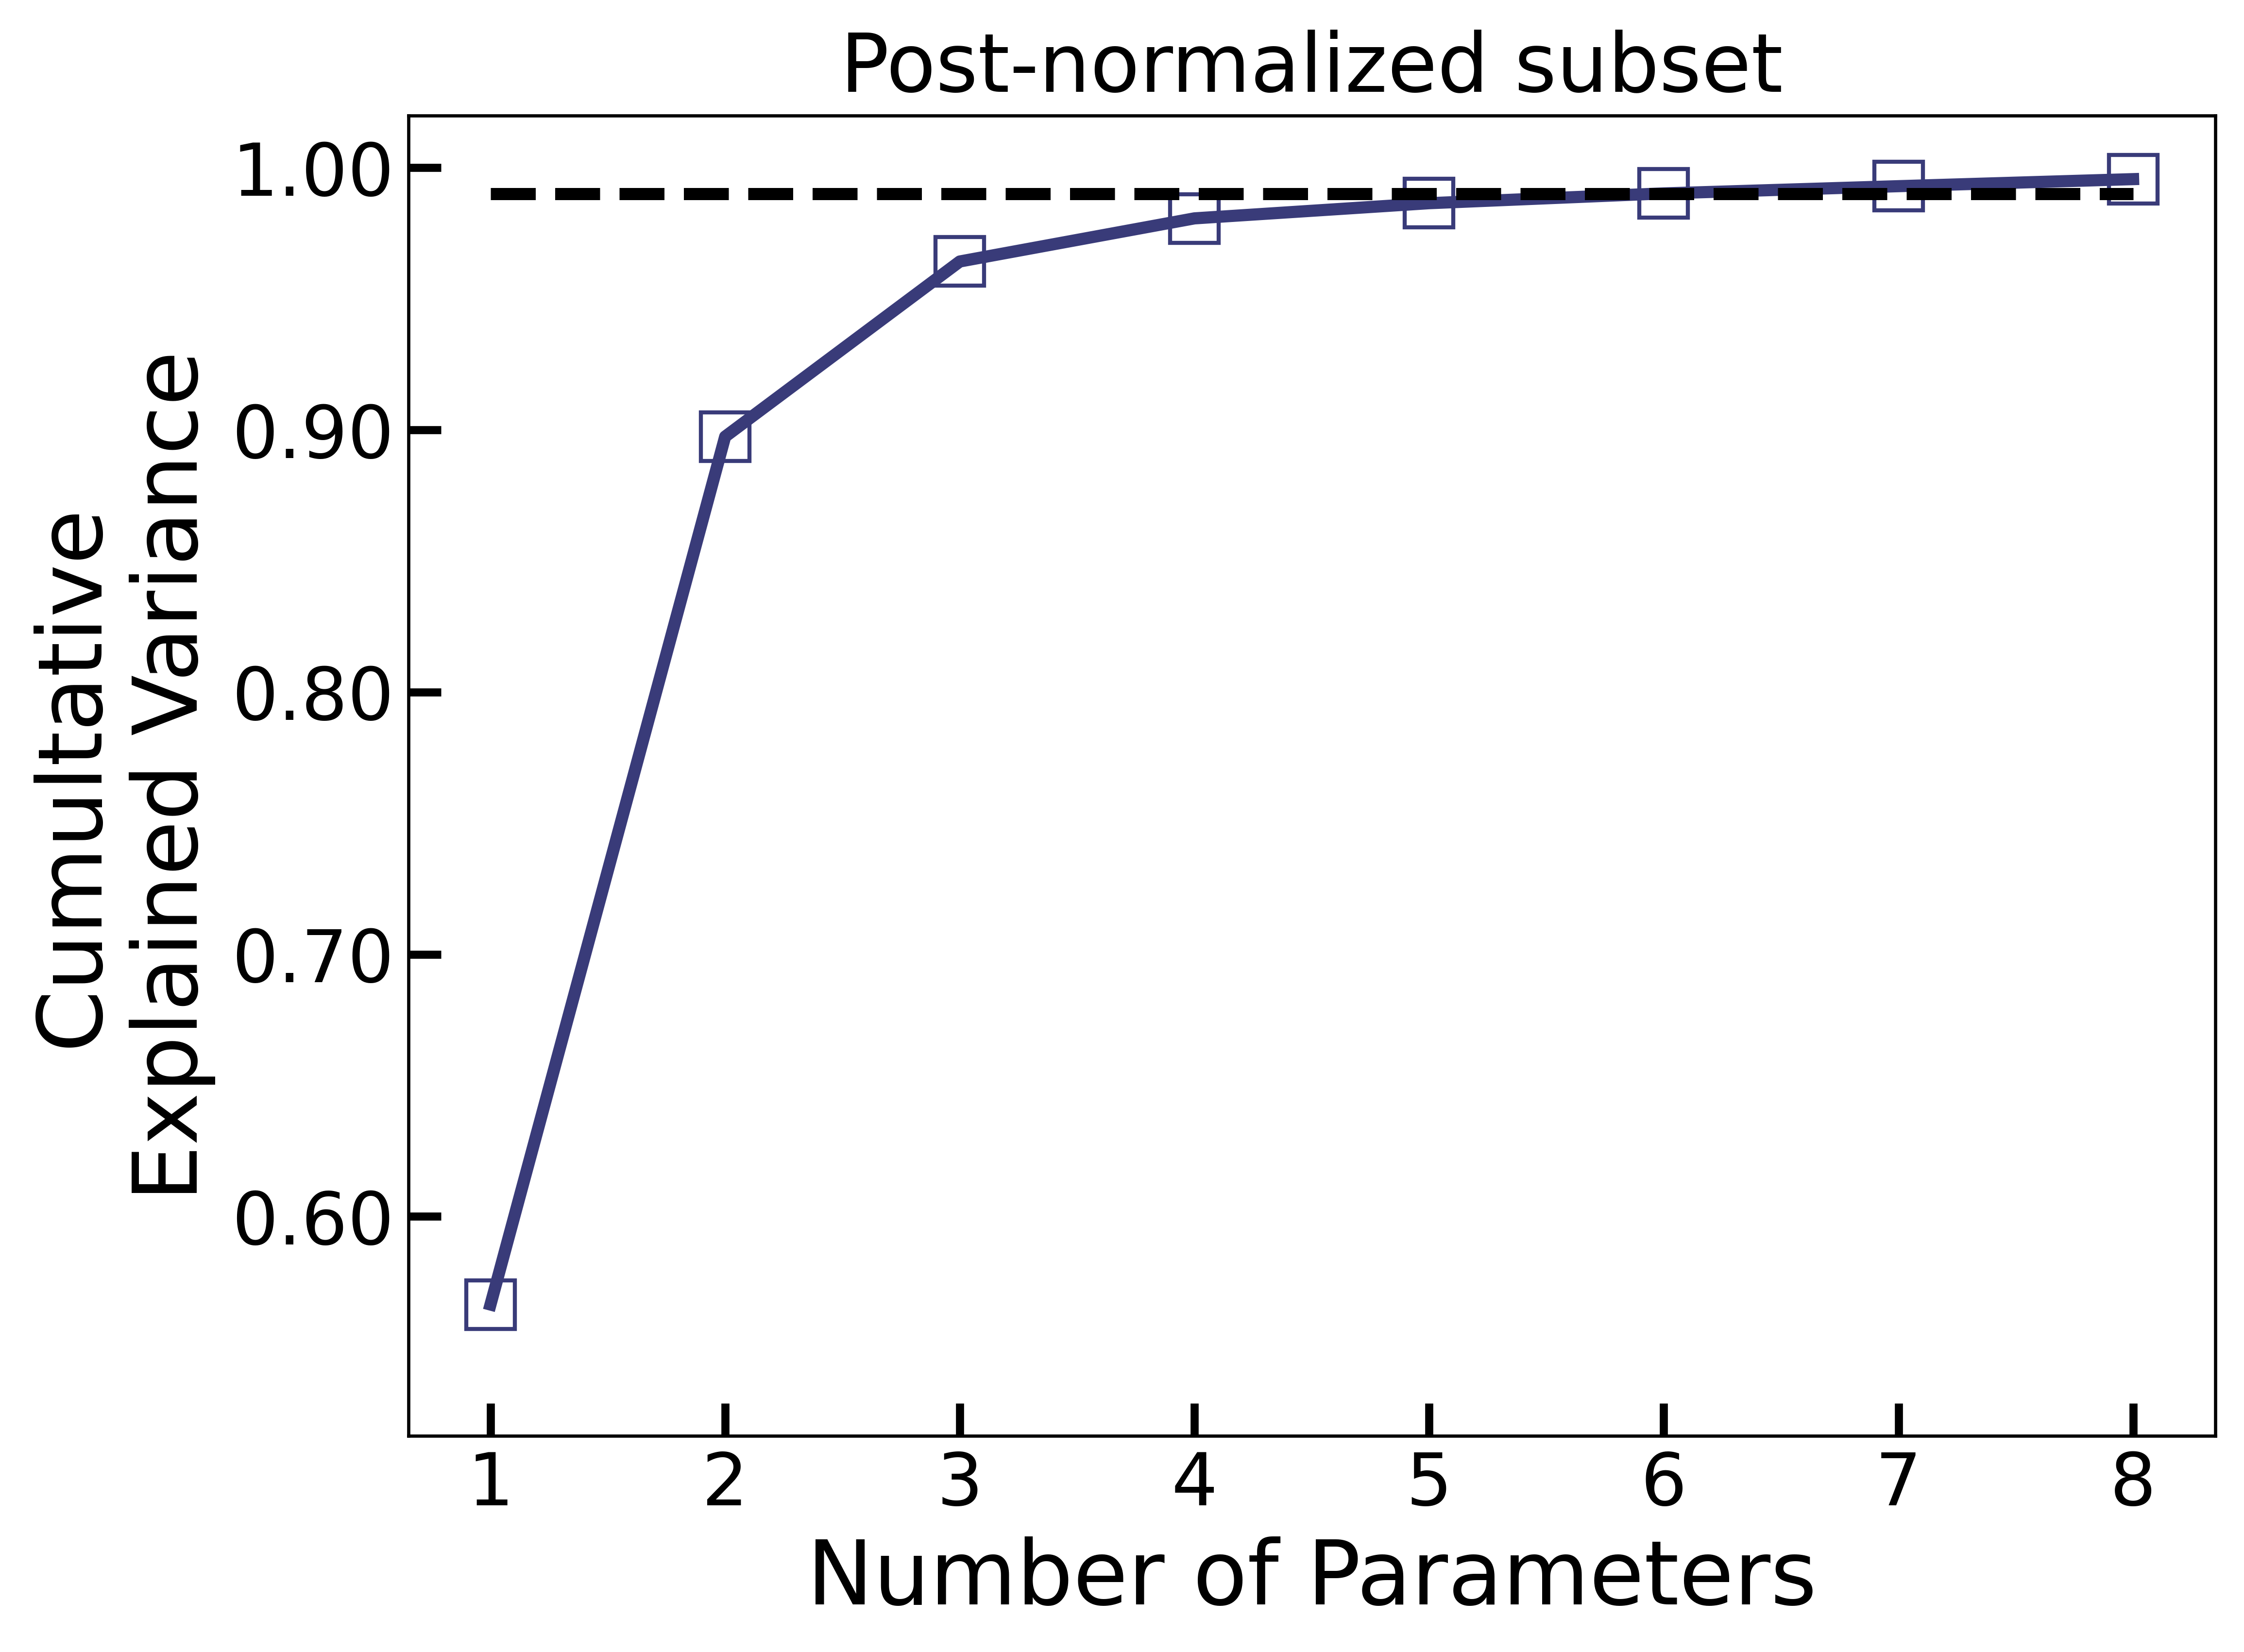 Post-normalized subset
Cumultative
Explained Variance
1.00
0.90
0.80
0.70
0.60
1 2 3 4 5 6 7 8
Number of Parameters